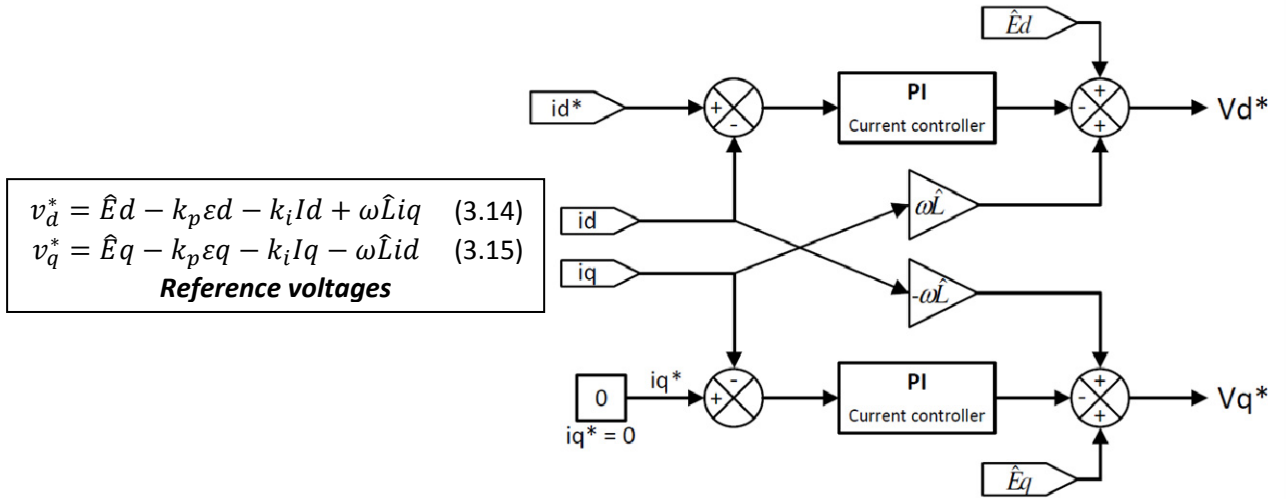 v*d = Êd − kpεd − kiId + ωL̂iq (3.14)
v*q = Êq − kpεq − kiIq − ωL̂id (3.15)
Reference voltages
Êd
id*
+
-
PI
Current controller
+
-
+
Vd*
id
ωL̂
iq
-ωL̂
0
iq*
-
+
PI
Current controller
+
-
+
Vq*
iq* = 0
Êq